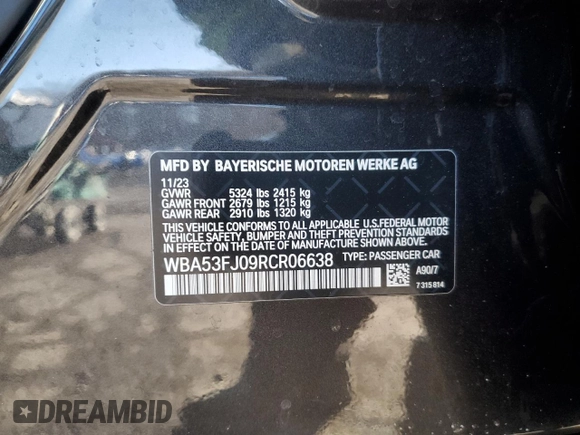 MFD BY BAYERISCHE MOTOREN WERKE AG
11/23
GVWR 5324 lbs 2415 kg
GAWR FRONT 2679 lbs 1215 kg
GAWR REAR 2910 lbs 1320 kg
THIS VEHICLE CONFORMS TO ALL APPLICABLE U.S.FEDERAL MOTOR
VEHICLE SAFETY, BUMPER, AND THEFT PREVENTION STANDARDS
IN EFFECT ON THE DATE OF MANUFACTURE SHOWN ABOVE.
WBA53FJ09RCR06638 TYPE: PASSENGER CAR
A90/7
7 315 814
DREAMBID